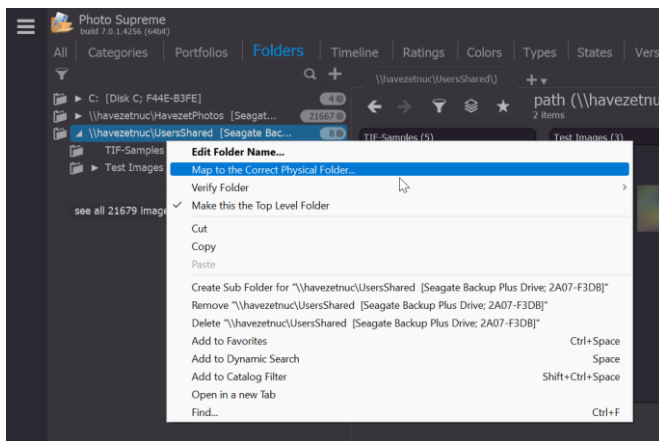 Photo Supreme
build 7.0.1.4256 (64bit)
All Categories Portfolios Folders Timeline Ratings Colors Types States Vers
\\havezetnuc\UsersShared\)
C: [Disk C; F44E-B3FE] 4
path (\\havezetnu
\\havezetnuc\HavezetPhotos [Seagat... 21667
2 items
\\havezetnuc\UsersShared [Seagate Bac... 8
TIF-Samples (5) Test Images (3)
TIF-Samples
Test Images
see all 21679 image
Edit Folder Name...
Map to the Correct Physical Folder...
Verify Folder
Make this the Top Level Folder
Cut
Copy
Paste
Create Sub Folder for "\\havezetnuc\UsersShared [Seagate Backup Plus Drive; 2A07-F3DB]"
Remove "\\havezetnuc\UsersShared [Seagate Backup Plus Drive; 2A07-F3DB]"
Delete "\\havezetnuc\UsersShared [Seagate Backup Plus Drive; 2A07-F3DB]"
Add to Favorites Ctrl+Space
Add to Dynamic Search Space
Add to Catalog Filter Shift+Ctrl+Space
Open in a new Tab
Find... Ctrl+F